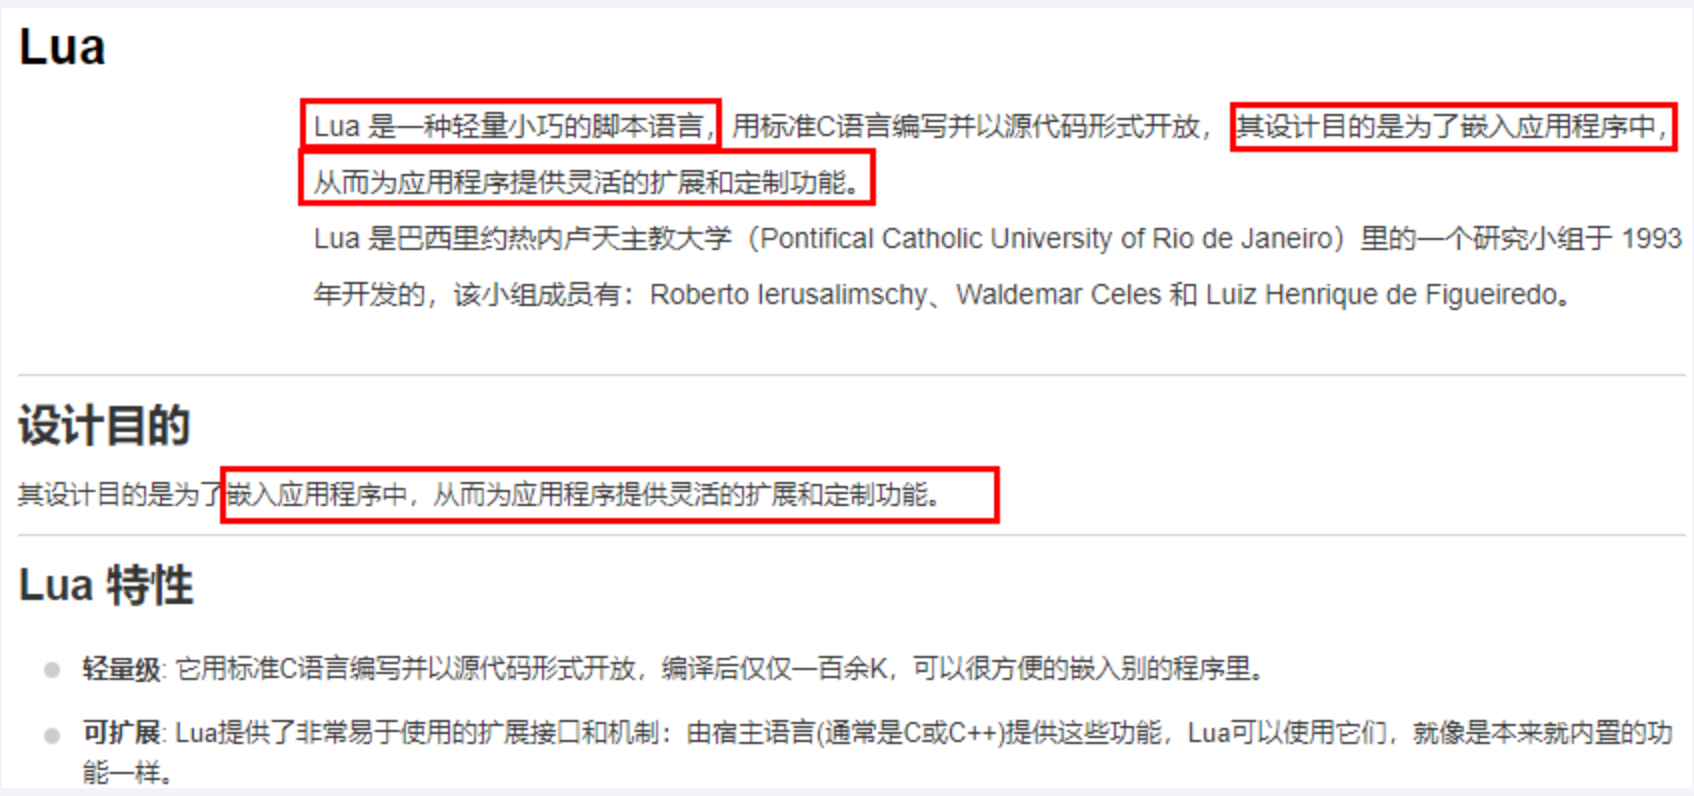 Lua
Lua 是一种轻量小巧的脚本语言，用标准C语言编写并以源代码形式开放，其设计目的是为了嵌入应用程序中，
从而为应用程序提供灵活的扩展和定制功能。
Lua 是巴西里约热内卢天主教大学（Pontifical Catholic University of Rio de Janeiro）里的一个研究小组于 1993
年开发的，该小组成员有：Roberto Ierusalimschy、Waldemar Celes 和 Luiz Henrique de Figueiredo。
设计目的
其设计目的是为了嵌入应用程序中，从而为应用程序提供灵活的扩展和定制功能。
Lua 特性
轻量级: 它用标准C语言编写并以源代码形式开放，编译后仅仅一百余K，可以很方便的嵌入别的程序里。
可扩展: Lua提供了非常易于使用的扩展接口和机制：由宿主语言(通常是C或C++)提供这些功能，Lua可以使用它们，就像是本来就内置的功
能一样。